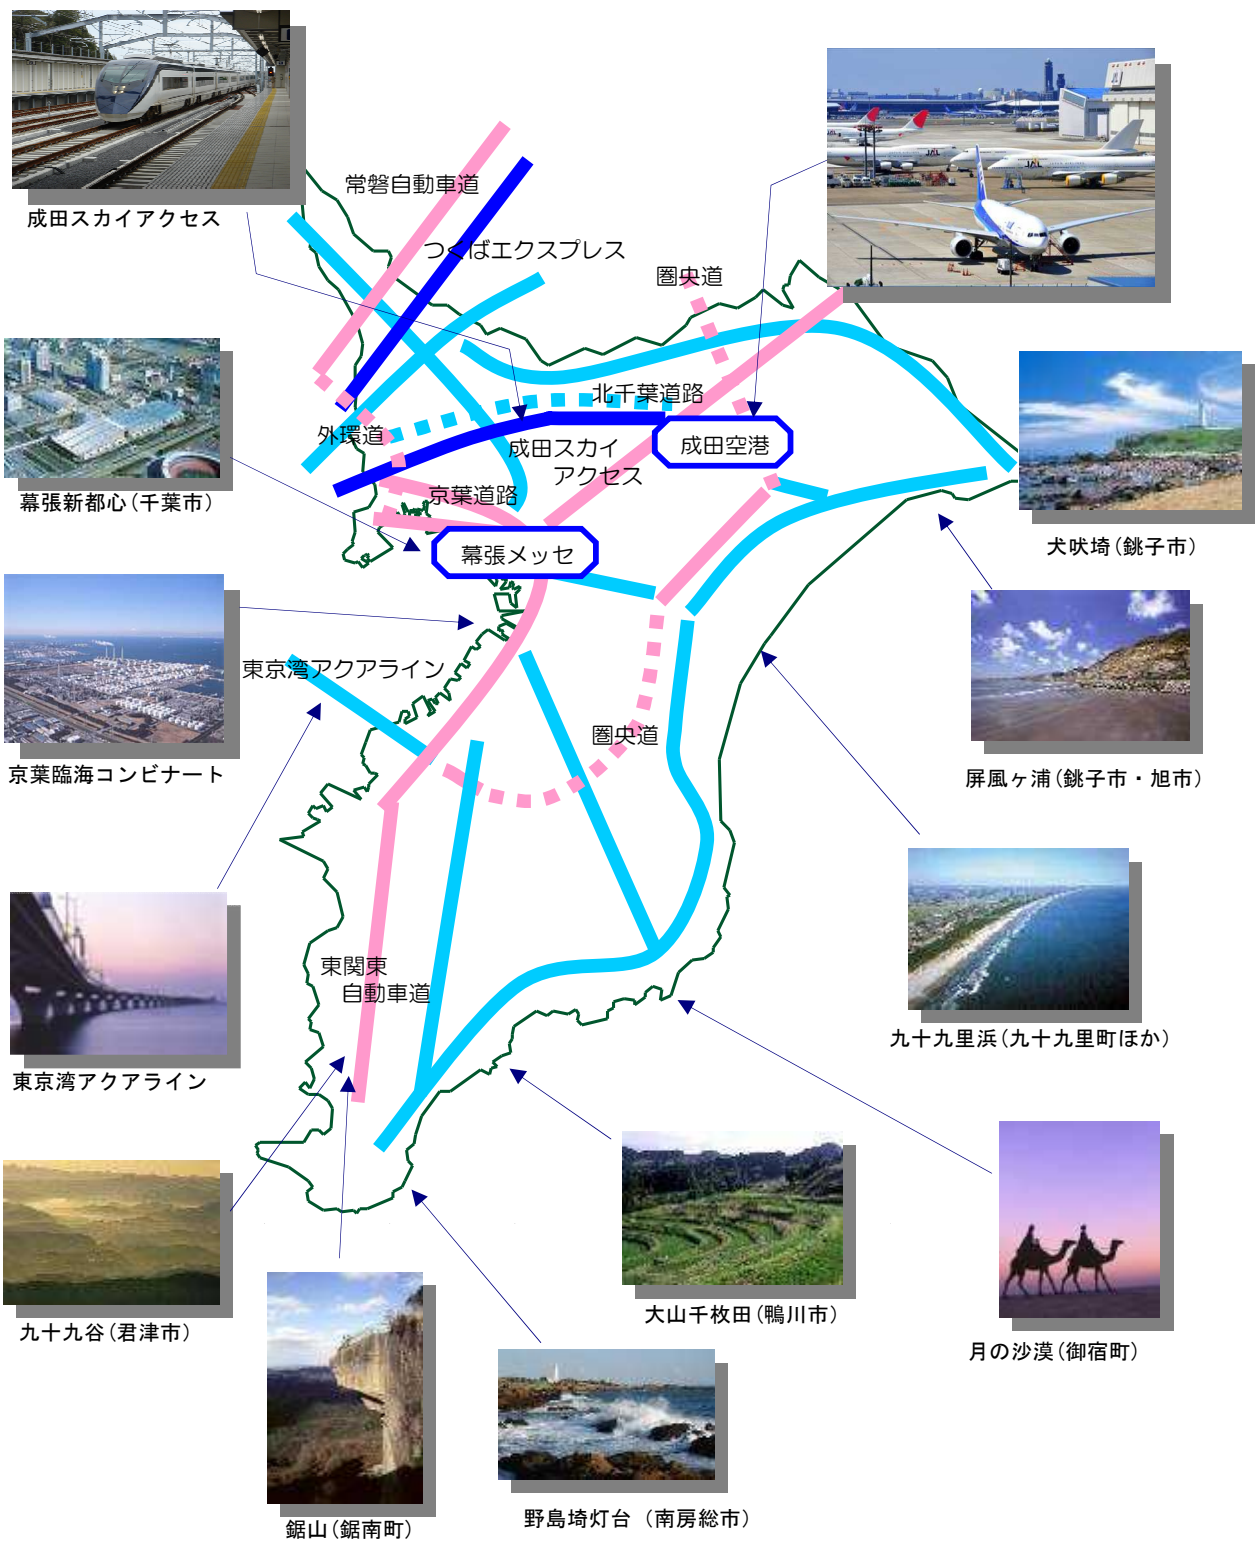 成田スカイアクセス
常磐自動車道
つくばエクスプレス
圏央道
JAL
幕張新都心(千葉市)
外環道
北千葉道路
成田スカイ
アクセス
成田空港
京葉道路
幕張メッセ
犬吠埼(銚子市)
京葉臨海コンビナート
東京湾アクアライン
圏央道
屏風ヶ浦(銚子市・旭市)
東関東
自動車道
九十九里浜(九十九里町ほか)
東京湾アクアライン
九十九谷(君津市)
大山千枚田(鴨川市)
月の沙漠(御宿町)
鋸山(鋸南町)
野島埼灯台 (南房総市)